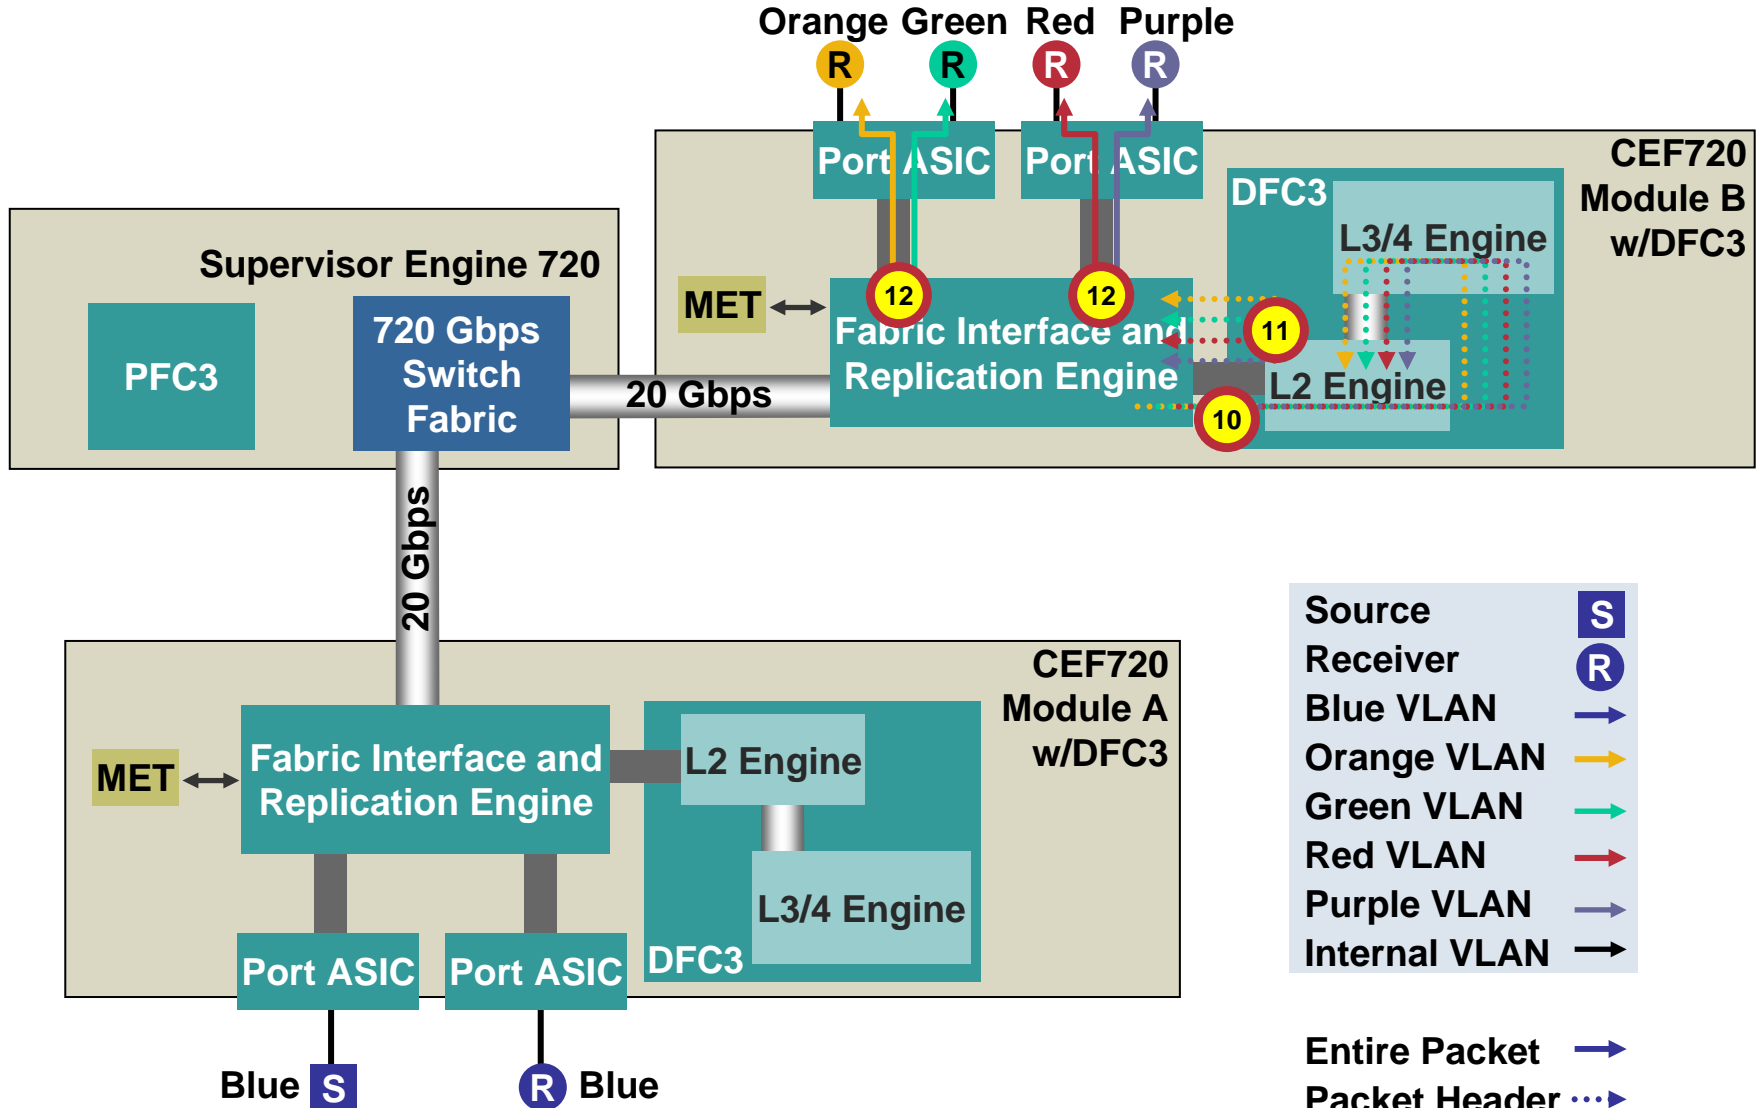 Orange Green Red Purple
R R R R
Port ASIC Port ASIC
CEF720
Module B
w/DFC3
DFC3
L3/4 Engine
Supervisor Engine 720
MET
12
12
11
Fabric Interface and
Replication Engine
L2 Engine
10
PFC3
720 Gbps
Switch
Fabric
20 Gbps
20 Gbps
CEF720
Module A
w/DFC3
MET
Fabric Interface and
Replication Engine
L2 Engine
L3/4 Engine
DFC3
Port ASIC Port ASIC
Blue S R Blue
Source S
Receiver R
Blue VLAN
Orange VLAN
Green VLAN
Red VLAN
Purple VLAN
Internal VLAN
Entire Packet
Packet Header